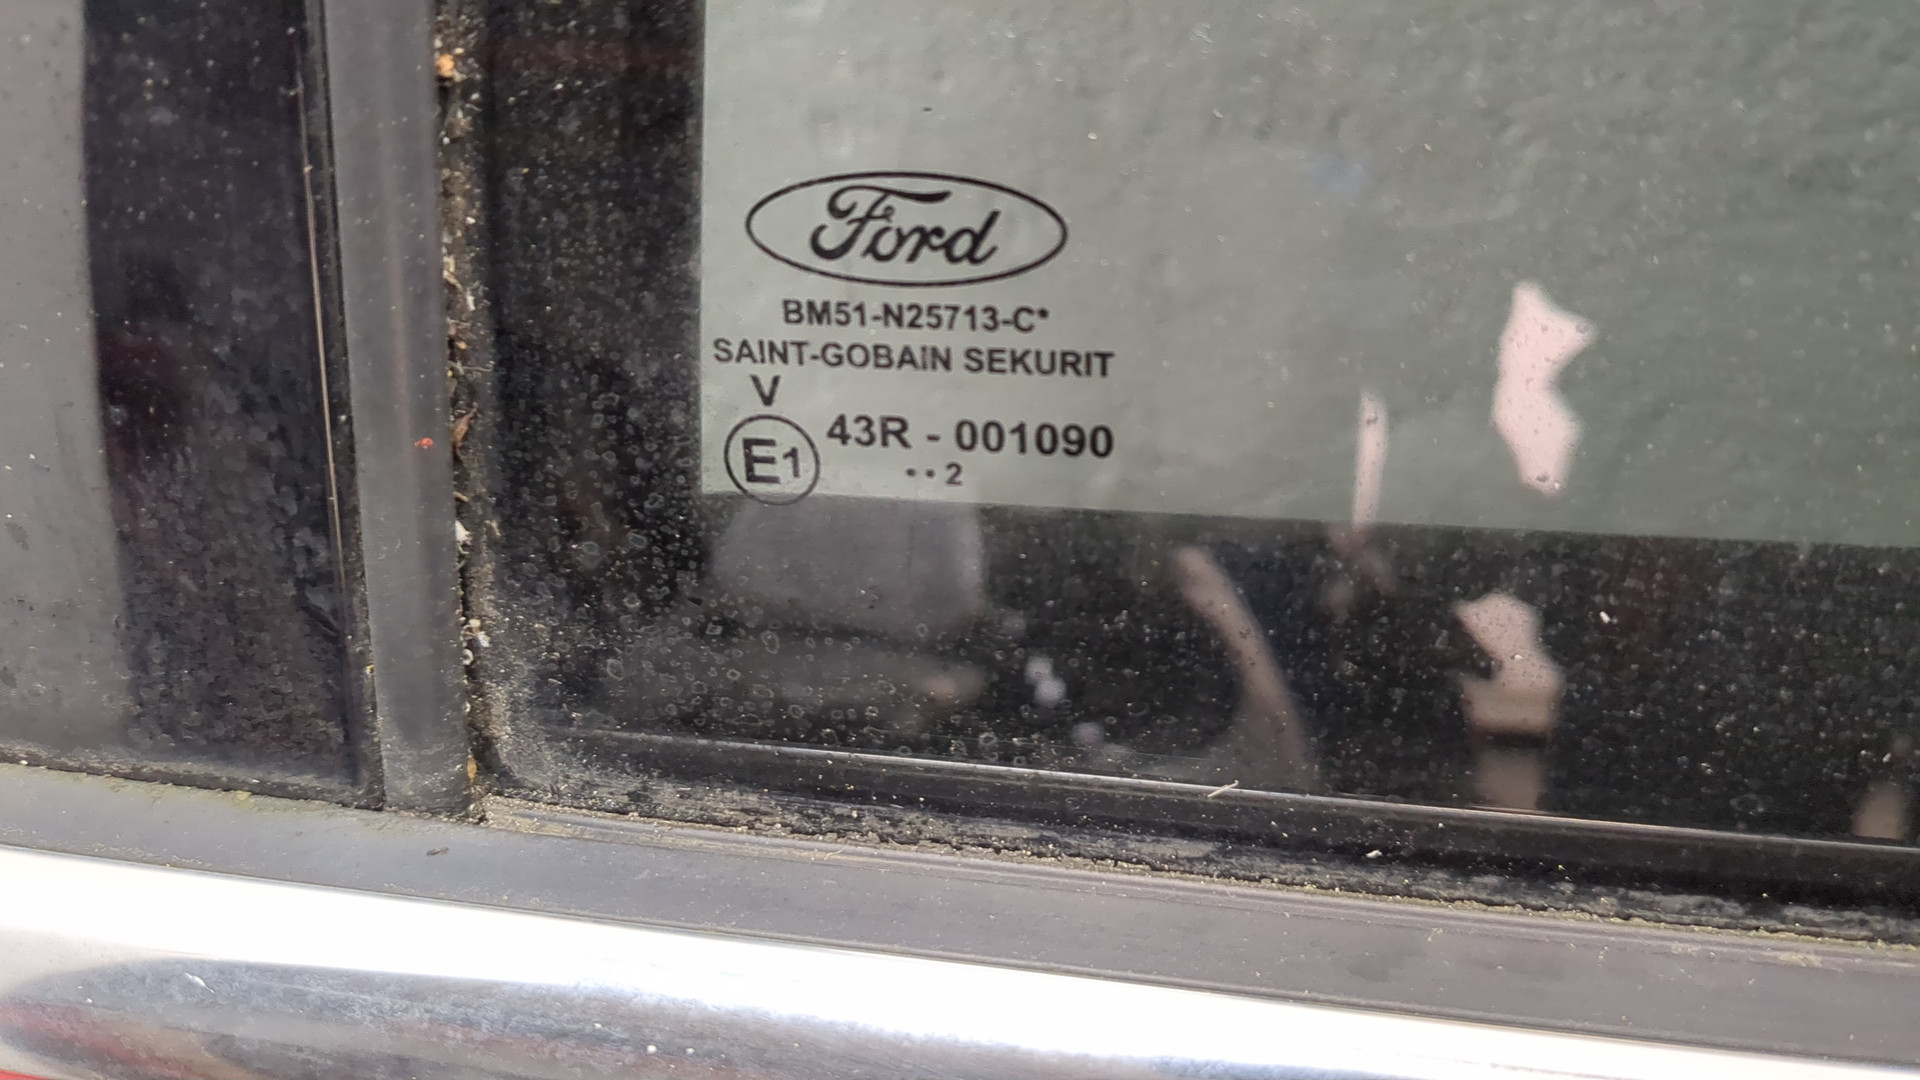 Ford
BM51-N25713-C*
SAINT-GOBAIN SEKURIT
V
E1 43R - 001090
• • 2